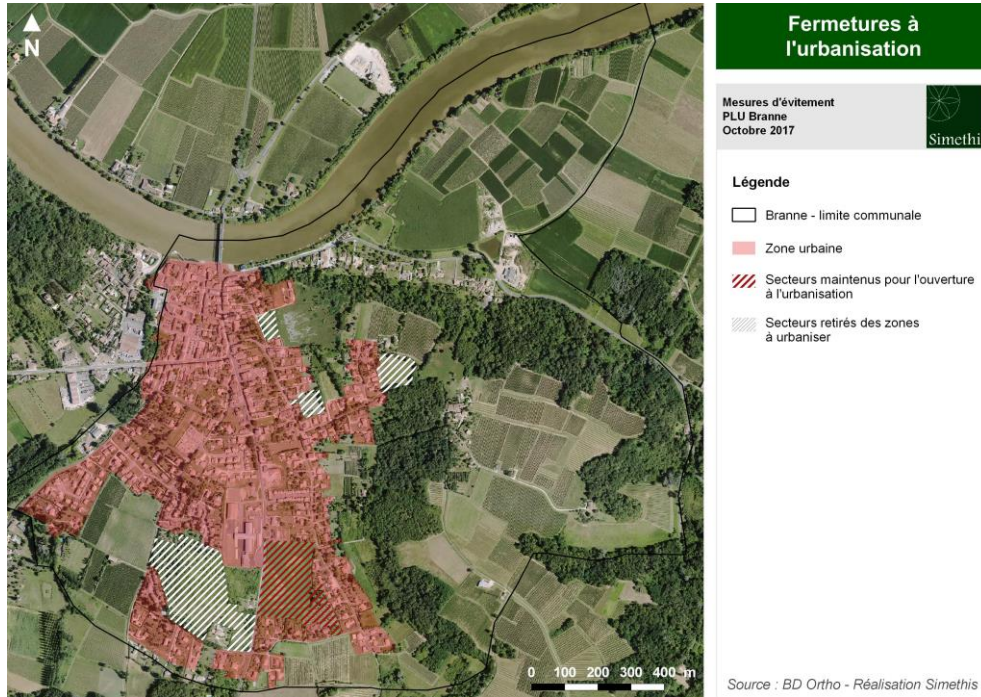 N
Fermetures à
l'urbanisation
Mesures d'évitement
PLU Branne
Octobre 2017
Simethi
Légende
Branne - limite communale
Zone urbaine
Secteurs maintenus pour l'ouverture
à l'urbanisation
Secteurs retirés des zones
à urbaniser
0 100 200 300 400 m
Source : BD Ortho - Réalisation Simethis